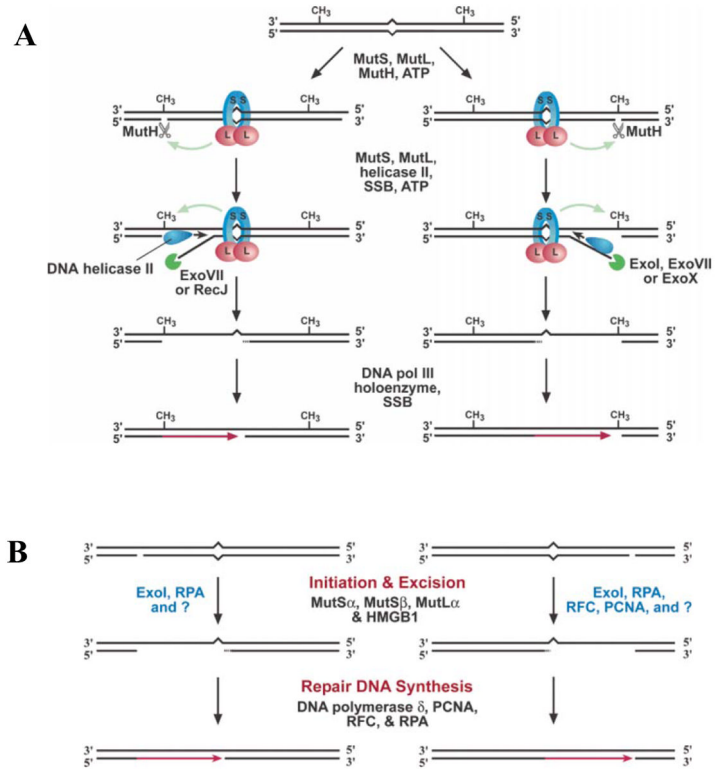 A
3' CH3 CH3 5'
5' 3'
MutS, MutL,
MutH, ATP
3' CH3 S S CH3 5'
5' MutH L L 3'
3' CH3 S S CH3 5'
5' L L MutH 3'
MutS, MutL,
helicase II,
SSB, ATP
3' CH3 S S CH3 5'
5' L L 3'
DNA helicase II
ExoVII
or RecJ
3' CH3 S S CH3 5'
5' L L 3'
ExoI, ExoVII
or ExoX
3' CH3 CH3 5'
5' 3'
3' CH3 CH3 5'
5' 3'
DNA pol III
holoenzyme,
SSB
3' CH3 CH3 5'
5' 3'
3' CH3 CH3 5'
5' 3'
B
3' 5'
5' 3'
3' 5'
5' 3'
ExoI, RPA
and ?
Initiation & Excision
MutSα, MutSβ, MutLα
& HMGB1
ExoI, RPA,
RFC, PCNA, and ?
3' 5'
5' 3'
3' 5'
5' 3'
Repair DNA Synthesis
DNA polymerase δ, PCNA,
RFC, & RPA
3' 5'
5' 3'
3' 5'
5' 3'